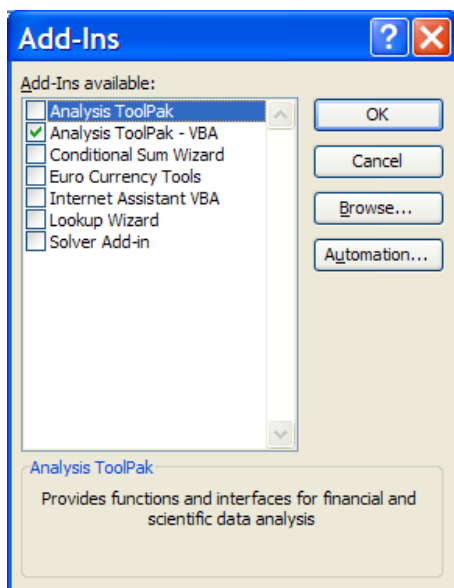 Add-Ins
?
Add-Ins available:
Analysis ToolPak
Analysis ToolPak - VBA
Conditional Sum Wizard
Euro Currency Tools
Internet Assistant VBA
Lookup Wizard
Solver Add-in
OK
Cancel
Browse...
Automation...
Analysis ToolPak
Provides functions and interfaces for financial and
scientific data analysis